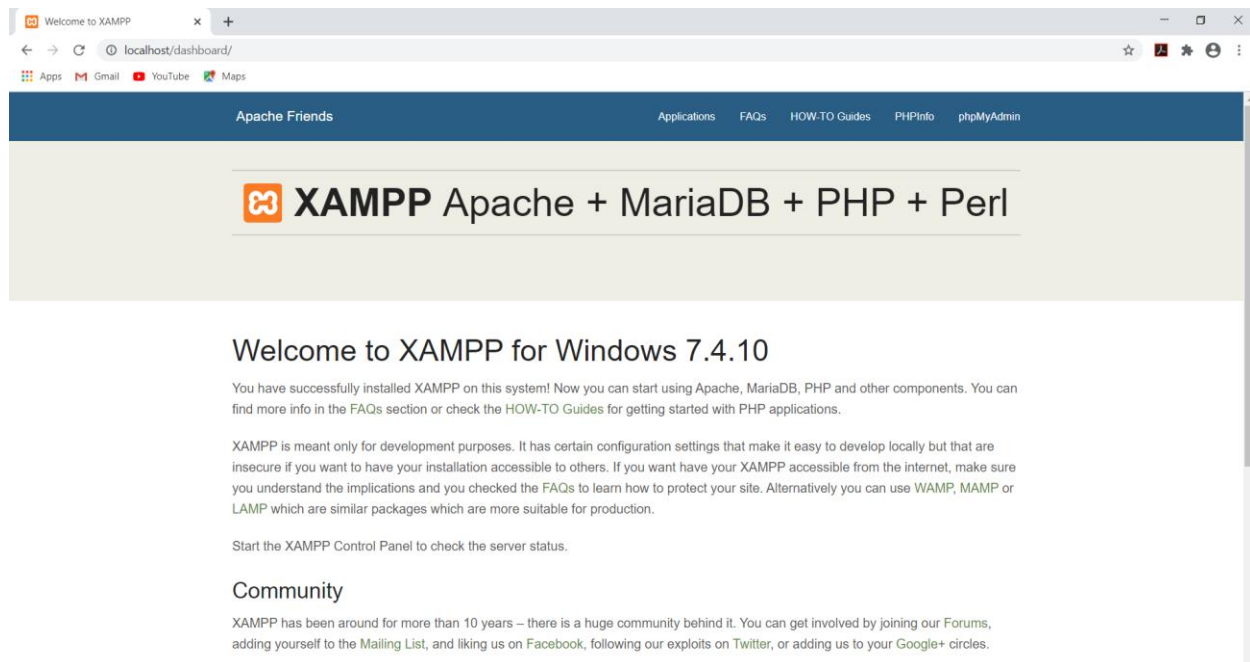 Welcome to XAMPP
localhost/dashboard/
Apps Gmail YouTube Maps
Apache Friends Applications FAQs HOW-TO Guides PHPInfo phpMyAdmin
XAMPP Apache + MariaDB + PHP + Perl
Welcome to XAMPP for Windows 7.4.10
You have successfully installed XAMPP on this system! Now you can start using Apache, MariaDB, PHP and other components. You can
find more info in the FAQs section or check the HOW-TO Guides for getting started with PHP applications.
XAMPP is meant only for development purposes. It has certain configuration settings that make it easy to develop locally but that are
insecure if you want to have your installation accessible to others. If you want have your XAMPP accessible from the internet, make sure
you understand the implications and you checked the FAQs to learn how to protect your site. Alternatively you can use WAMP, MAMP or
LAMP which are similar packages which are more suitable for production.
Start the XAMPP Control Panel to check the server status.
Community
XAMPP has been around for more than 10 years – there is a huge community behind it. You can get involved by joining our Forums,
adding yourself to the Mailing List, and liking us on Facebook, following our exploits on Twitter, or adding us to your Google+ circles.